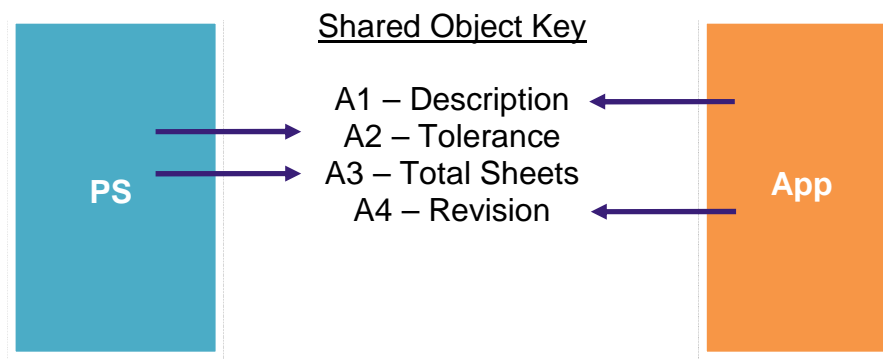 Shared Object Key
A1 – Description
A2 – Tolerance
A3 – Total Sheets
A4 – Revision
PS
App